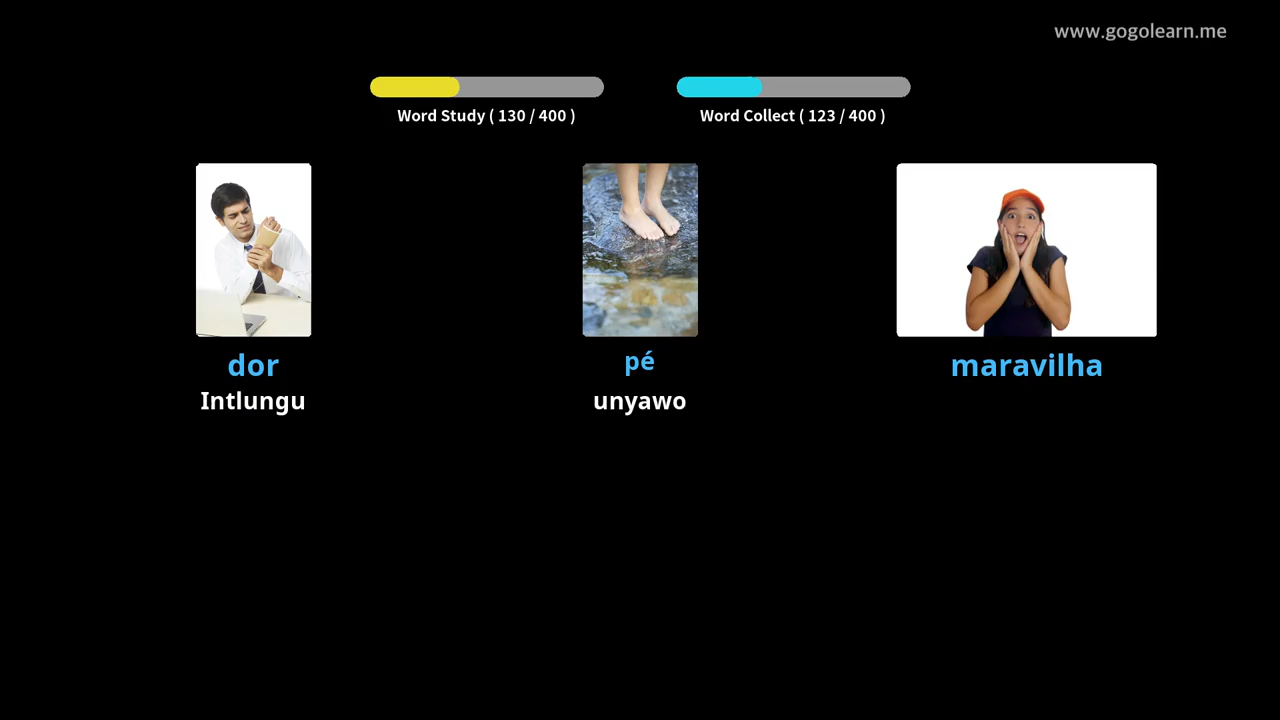 www.gogolearn.me
Word Study ( 130 / 400 )
Word Collect ( 123 / 400 )
dor
pé
maravilha
Intlungu
unyawo